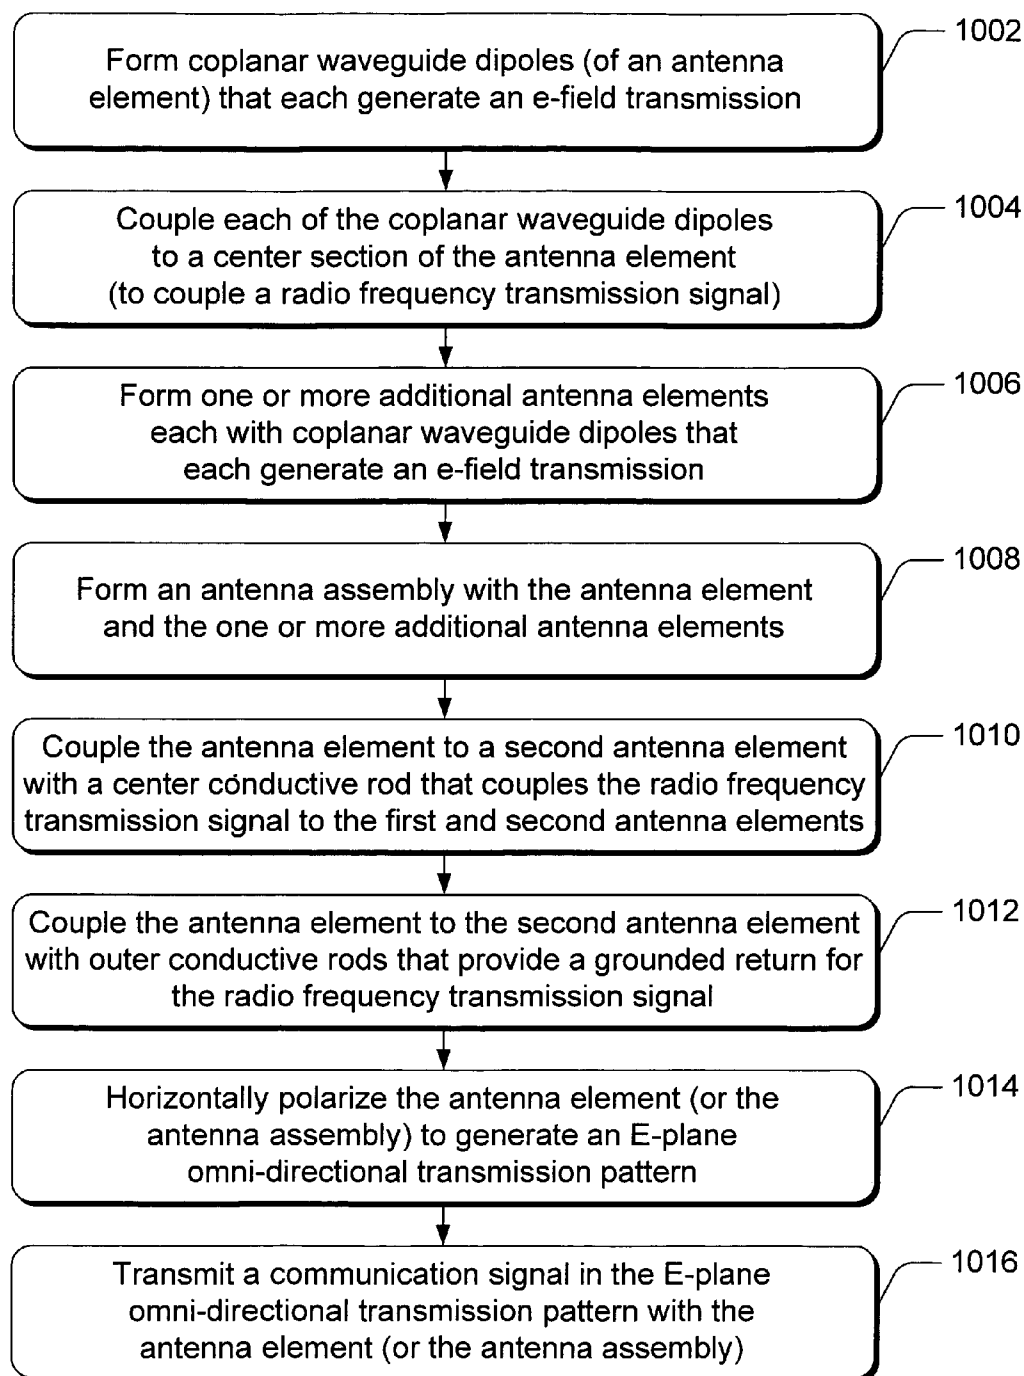 1002
Form coplanar waveguide dipoles (of an antenna
element) that each generate an e-field transmission
1004
Couple each of the coplanar waveguide dipoles
to a center section of the antenna element
(to couple a radio frequency transmission signal)
1006
Form one or more additional antenna elements
each with coplanar waveguide dipoles that
each generate an e-field transmission
1008
Form an antenna assembly with the antenna element
and the one or more additional antenna elements
1010
Couple the antenna element to a second antenna element
with a center conductive rod that couples the radio frequency
transmission signal to the first and second antenna elements
1012
Couple the antenna element to the second antenna element
with outer conductive rods that provide a grounded return for
the radio frequency transmission signal
1014
Horizontally polarize the antenna element (or the
antenna assembly) to generate an E-plane
omni-directional transmission pattern
1016
Transmit a communication signal in the E-plane
omni-directional transmission pattern with the
antenna element (or the antenna assembly)